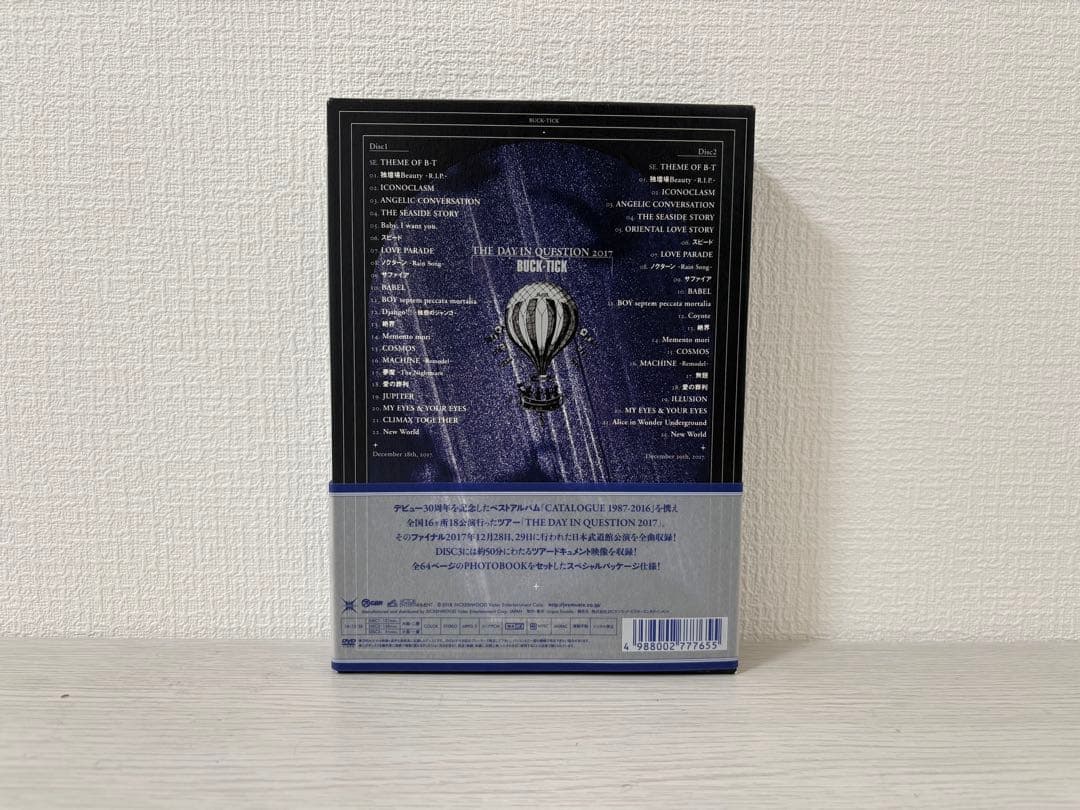 BUCK-TICK
Disc1
SE. THEME OF B-T
01. 独壇場Beauty -R.I.P.-
02. ICONOCLASM
03. ANGELIC CONVERSATION
04. THE SEASIDE STORY
05. Baby, I want you.
06. スピード
07. LOVE PARADE
08. ノクターン -Rain Song-
09. サファイア
10. BABEL
11. BOY septem peccata mortalia
12. Django!!! -眩惑のジャンゴ-
13. 絶界
14. Memento mori
15. COSMOS
16. MACHINE -Remodel-
17. 夢魔 -The Nightmare
18. 愛の葬列
19. JUPITER
20. MY EYES & YOUR EYES
21. CLIMAX TOGETHER
22. New World
December 28th, 2017
THE DAY IN QUESTION 2017
BUCK-TICK
Disc2
SE. THEME OF B-T
01. 独壇場Beauty -R.I.P.-
02. ICONOCLASM
03. ANGELIC CONVERSATION
04. THE SEASIDE STORY
05. ORIENTAL LOVE STORY
06. スピード
07. LOVE PARADE
08. ノクターン -Rain Song-
09. サファイア
10. BABEL
11. BOY septem peccata mortalia
12. Coyote
13. 絶界
14. Memento mori
15. COSMOS
16. MACHINE -Remodel-
17. 無題
18. 愛の葬列
19. ILLUSION
20. MY EYES & YOUR EYES
21. Alice in Wonder Underground
22. New World
December 29th, 2017
デビュー30周年を記念したベストアルバム「CATALOGUE 1987-2016」を携え
全国16ヶ所18公演行ったツアー「THE DAY IN QUESTION 2017」。
そのファイナル2017年12月28日、29日に行われた日本武道館公演を全曲収録!
DISC3には約50分にわたるツアードキュメント映像を収録!
全64ページのPHOTOBOOKをセットしたスペシャルパッケージ仕様!
COLOR
STEREO
DVD
4 988002 777655